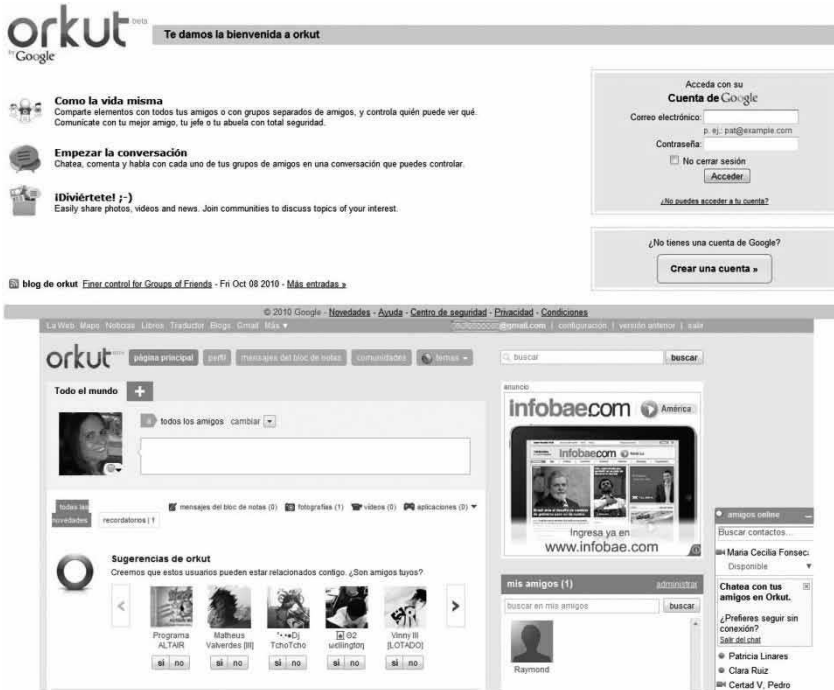 orkut beta
by Google
Te damos la bienvenida a orkut
Como la vida misma
Comparte elementos con todos tus amigos o con grupos separados de amigos, y controla quién puede ver qué.
Comunícate con tu mejor amigo, tu jefe o tu abuela con total seguridad.
Empezar la conversación
Chatea, comenta y habla con cada uno de tus grupos de amigos en una conversación que puedes controlar.
¡Diviértete! ;-)
Easily share photos, videos and news. Join communities to discuss topics of your interest.
Acceda con su
Cuenta de Google
Correo electrónico:
p. ej.: pat@example.com
Contraseña:
No cerrar sesión
Acceder
¿No puedes acceder a tu cuenta?
¿No tienes una cuenta de Google?
Crear una cuenta »
blog de orkut Finer control for Groups of Friends - Fri Oct 08 2010 - Más entradas »
© 2010 Google - Novedades - Ayuda - Centro de seguridad - Privacidad - Condiciones
La Web Maps Noticias Libros Traductor Blogs Gmail Más ▼
@gmail.com | configuración | versión anterior | salir
orkut
página principal perfil mensajes del bloc de notas comunidades temas
buscar buscar
Todo el mundo +
todos los amigos cambiar
todas las novedades
recordatorios | 1
mensajes del bloc de notas (0) fotografías (1) vídeos (0) aplicaciones (0) ▼
Sugerencias de orkut
Creemos que estos usuarios pueden estar relacionados contigo. ¿Son amigos tuyos?
< >
Programa ALTAIR
Matheus Valverdes [III]
Dj TchoTcho
wellington
Vinny III [LOTADO]
sí no sí no sí no sí no sí no
anuncio
infobae.com América
infobae.com
Ingresa ya en
www.infobae.com
mis amigos (1) administrar
buscar en mis amigos buscar
Raymond
amigos online
Buscar contactos...
Maria Cecilia Fonseca
Disponible ▼
Chatea con tus
amigos en Orkut.
¿Prefieres seguir sin
conexión?
Salir del chat
Patricia Linares
Clara Ruiz
Certad V, Pedro